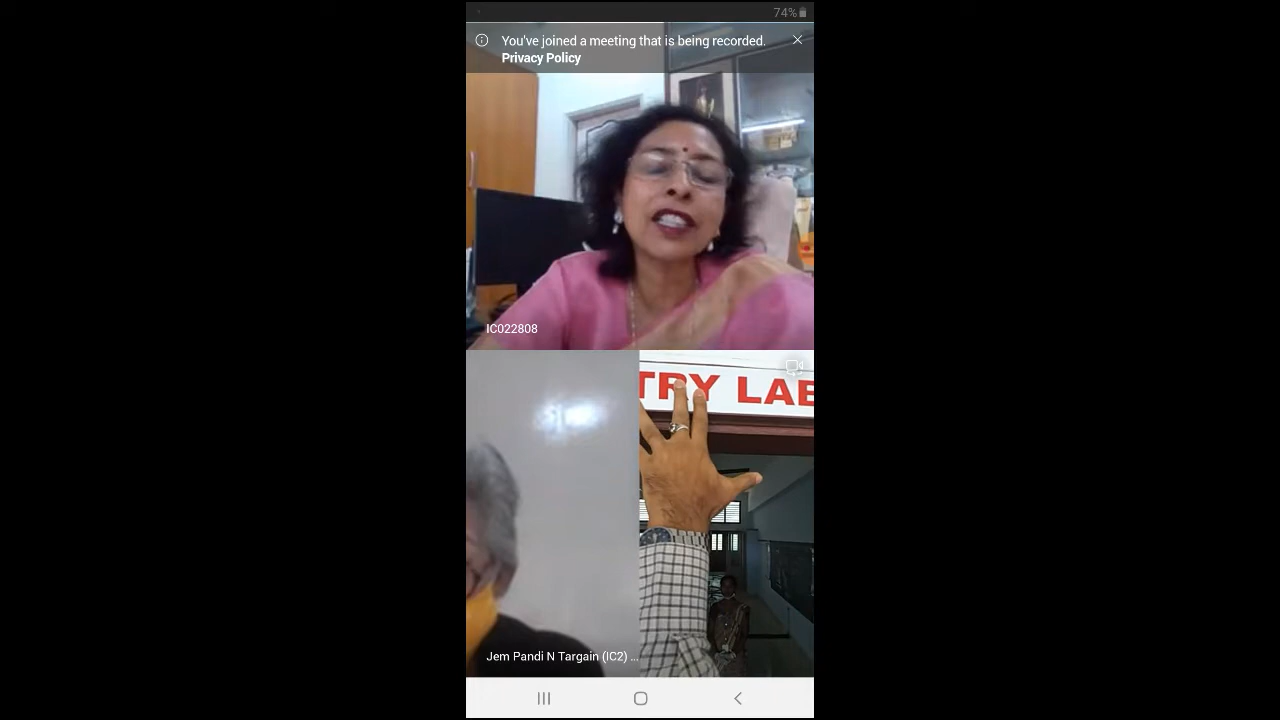 74%
You've joined a meeting that is being recorded.
Privacy Policy
IC022808
TRY LAB
Jem Pandi N Targain (IC2) ...